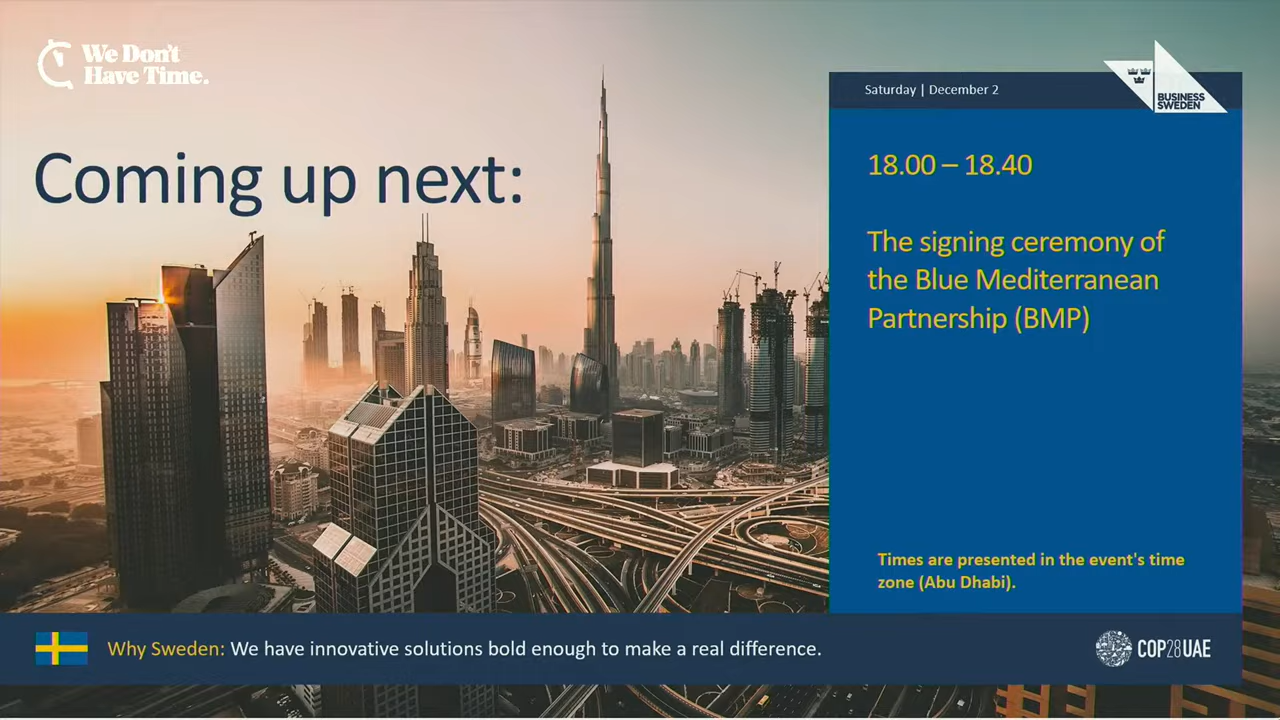 We Don't
Have Time.
Coming up next:
Saturday | December 2
BUSINESS
SWEDEN
18.00 – 18.40
The signing ceremony of
the Blue Mediterranean
Partnership (BMP)
Times are presented in the event's time
zone (Abu Dhabi).
Why Sweden: We have innovative solutions bold enough to make a real difference.
COP28UAE